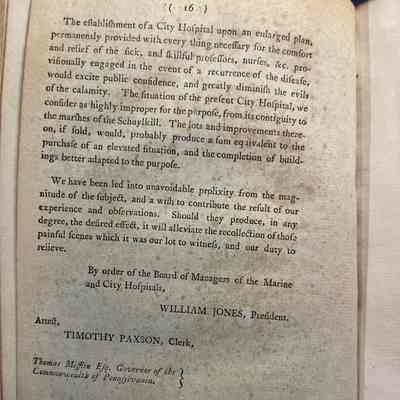 ( 16 )
The eſtabliſhment of a City Hoſpital upon an enlarged plan,
permanently provided with every thing neceſſary for the comfort
and relief of the ſick, and ſkilful profeſſors, nurſes, &c. pro-
viſionally engaged in the event of a recurrence of the diſeaſe,
would excite public confidence, and greatly diminiſh the evils
of the calamity. The ſituation of the preſent City Hoſpital, we
conſider as highly improper for the purpoſe, from its contiguity to
the marſhes of the Schuylkill. The lots and improvements there-
on, if ſold, would, probably produce a ſum equivalent to the
purchaſe of an elevated ſituation, and the completion of build-
ings better adapted to the purpoſe.
We have been led into unavoidable prolixity from the mag-
nitude of the ſubject, and a wiſh to contribute the reſult of our
experience and obſervations. Should they produce, in any
degree, the deſired effect, it will alleviate the recollection of thoſe
painful ſcenes which it was our lot to witneſs, and our duty to
relieve.
By order of the Board of Managers of the Marine
and City Hoſpitals,
WILLIAM JONES, Preſident.
Atteſt,
TIMOTHY PAXSON, Clerk,
Thomas Mifflin Eſq. Governor of the }
Commonwealth of Pennſylvania.